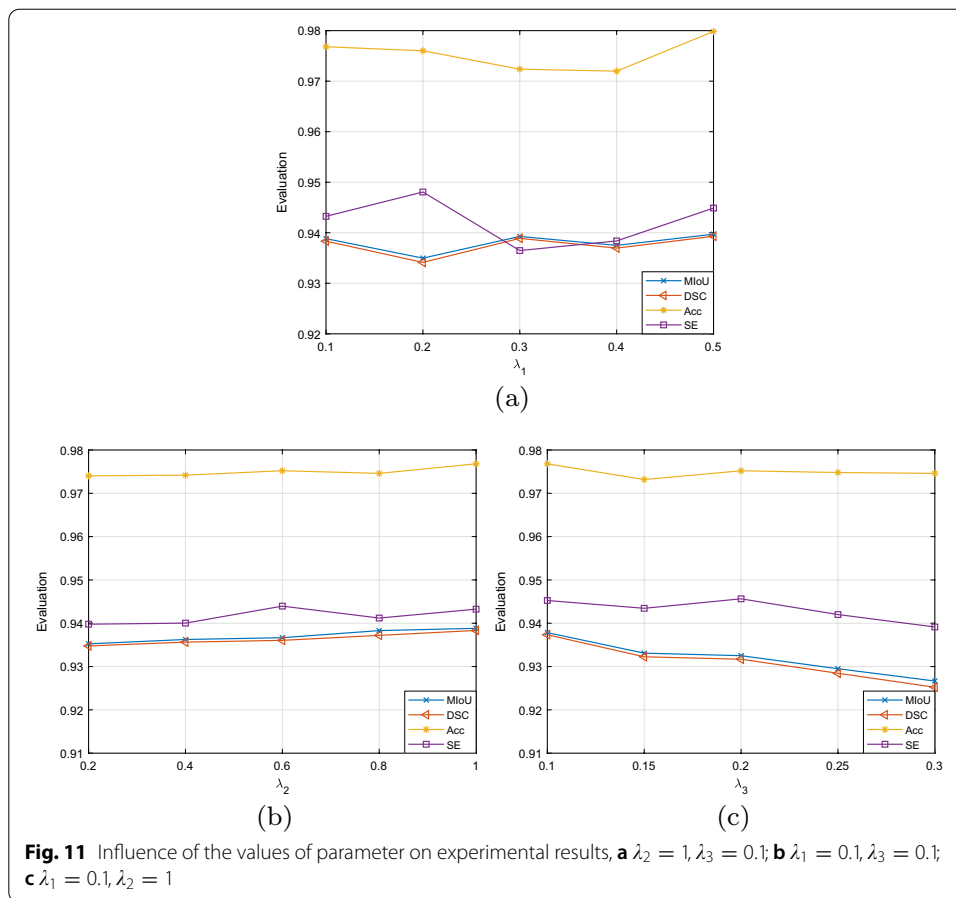 0.98
0.97
0.96
0.95
0.94
0.93
0.92
Evaluation
0.1 0.2 0.3 0.4 0.5
λ1
MIoU
DSC
Acc
SE
(a)
0.98
0.97
0.96
0.95
0.94
0.93
0.92
0.91
Evaluation
0.2 0.4 0.6 0.8 1
λ2
MIoU
DSC
Acc
SE
(b)
0.98
0.97
0.96
0.95
0.94
0.93
0.92
0.91
Evaluation
0.1 0.15 0.2 0.25 0.3
λ3
MIoU
DSC
Acc
SE
(c)
Fig. 11 Influence of the values of parameter on experimental results, a λ2 = 1, λ3 = 0.1; b λ1 = 0.1, λ3 = 0.1;
c λ1 = 0.1, λ2 = 1